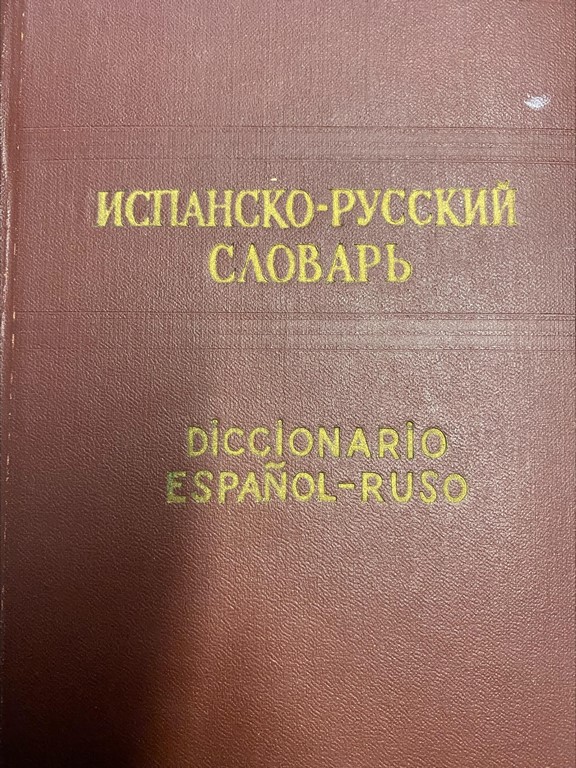 ИСПАНСКО-РУССКИЙ
СЛОВАРЬ
DICCIONARIO
ESPAÑOL-RUSO